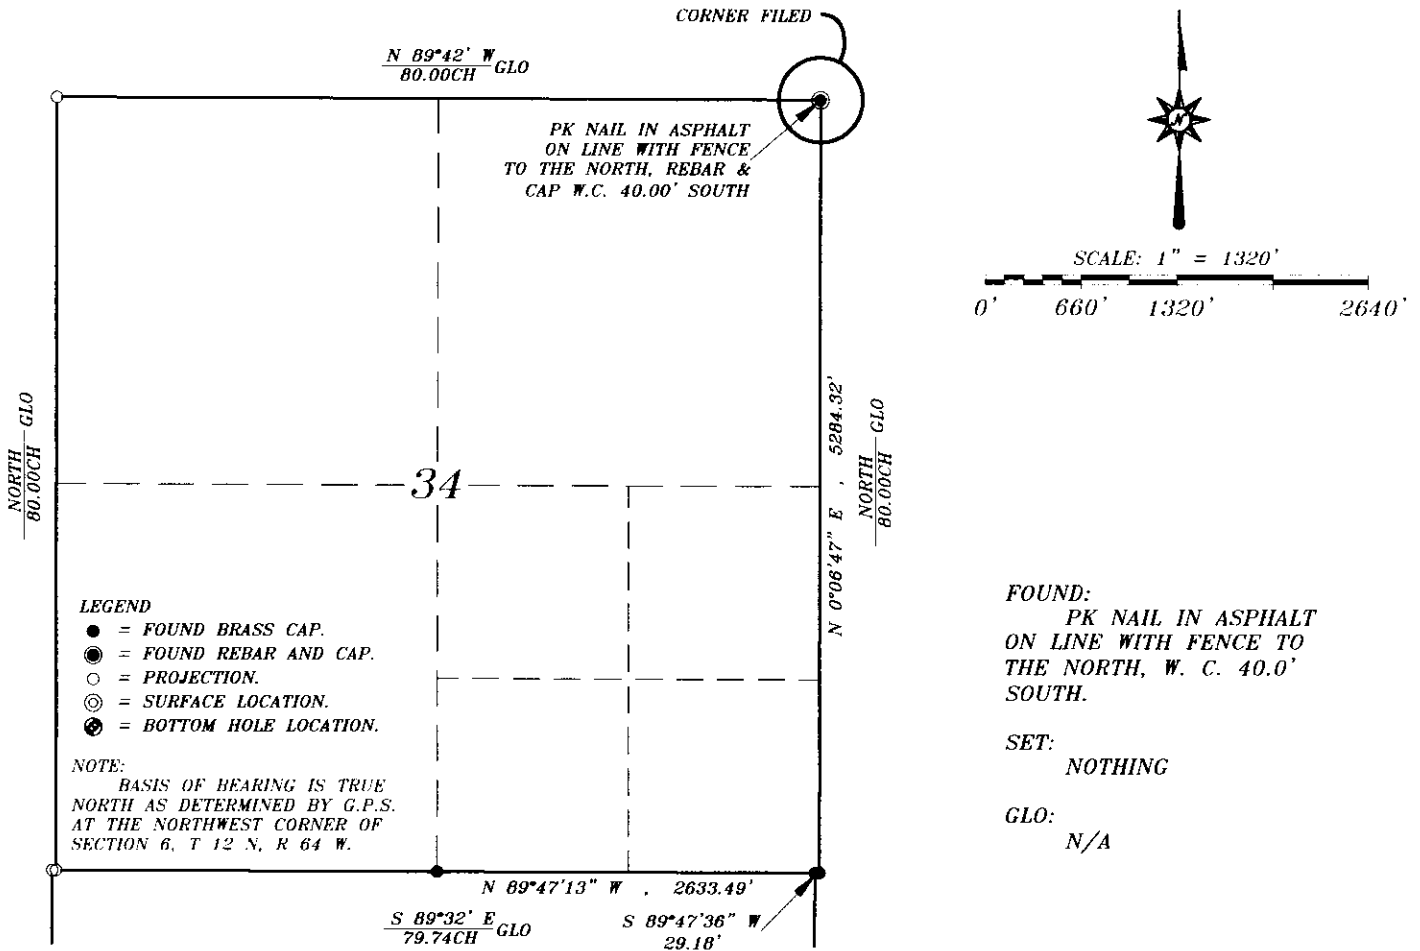 CORNER FILED
N 89°42' W
80.00CH
GLO
PK NAIL IN ASPHALT
ON LINE WITH FENCE
TO THE NORTH, REBAR &
CAP W.C. 40.00' SOUTH
N
SCALE: 1" = 1320'
0' 660' 1320' 2640'
NORTH
80.00CH
GLO
34
N 0°06'47" E , 5284.32'
NORTH
80.00CH
GLO
LEGEND
= FOUND BRASS CAP.
= FOUND REBAR AND CAP.
= PROJECTION.
= SURFACE LOCATION.
= BOTTOM HOLE LOCATION.
NOTE:
BASIS OF BEARING IS TRUE
NORTH AS DETERMINED BY G.P.S.
AT THE NORTHWEST CORNER OF
SECTION 6, T 12 N, R 64 W.
FOUND:
PK NAIL IN ASPHALT
ON LINE WITH FENCE TO
THE NORTH, W. C. 40.0'
SOUTH.
SET:
NOTHING
GLO:
N/A
N 89°47'13" W , 2633.49'
S 89°32' E
79.74CH
GLO
S 89°47'36" W
29.18'